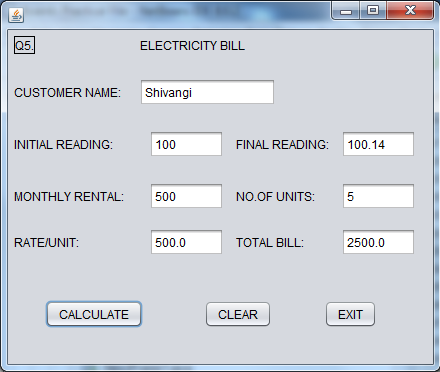 Q5. ELECTRICITY BILL
CUSTOMER NAME: Shivangi
INITIAL READING: 100 FINAL READING: 100.14
MONTHLY RENTAL: 500 NO.OF UNITS: 5
RATE/UNIT: 500.0 TOTAL BILL: 2500.0
CALCULATE CLEAR EXIT